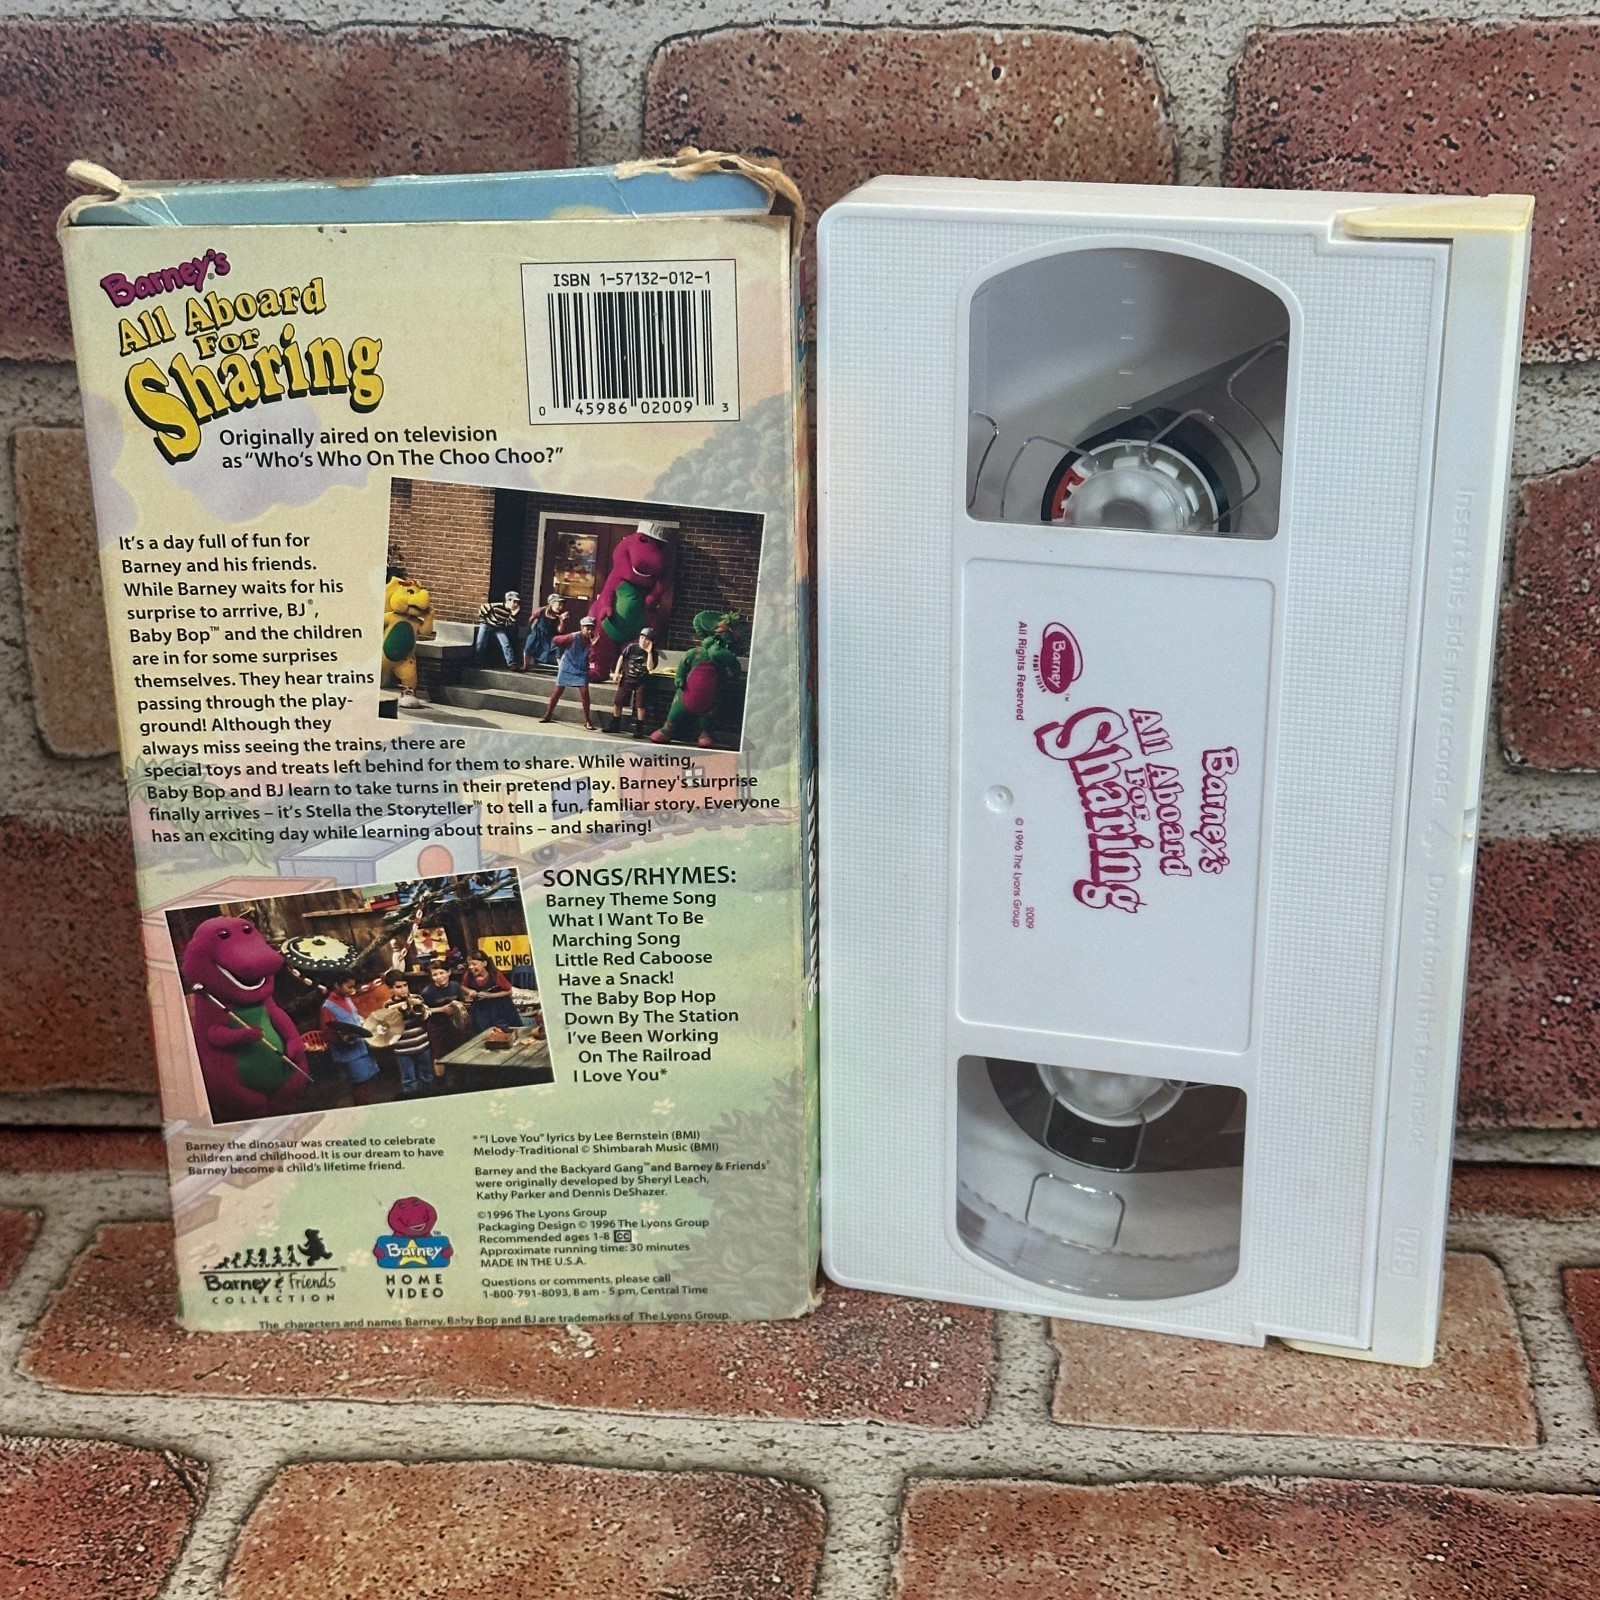 Barney's®
All Aboard
For
Sharing
Originally aired on television
as "Who's Who On The Choo Choo?"
ISBN 1-57132-012-1
0 45986 02009 3
It's a day full of fun for
Barney and his friends.
While Barney waits for his
surprise to arrrive, BJ®,
Baby Bop™ and the children
are in for some surprises
themselves. They hear trains
passing through the play-
ground! Although they
always miss seeing the trains, there are
special toys and treats left behind for them to share. While waiting,
Baby Bop and BJ learn to take turns in their pretend play. Barney's surprise
finally arrives – it's Stella the Storyteller™ to tell a fun, familiar story. Everyone
has an exciting day while learning about trains – and sharing!
NO
ARKING
SONGS/RHYMES:
Barney Theme Song
What I Want To Be
Marching Song
Little Red Caboose
Have a Snack!
The Baby Bop Hop
Down By The Station
I've Been Working
On The Railroad
I Love You*
Barney the dinosaur was created to celebrate
children and childhood. It is our dream to have
Barney become a child's lifetime friend.
* "I Love You" lyrics by Lee Bernstein (BMI)
Melody-Traditional © Shimbarah Music (BMI)
Barney and the Backyard Gang™ and Barney & Friends®
were originally developed by Sheryl Leach,
Kathy Parker and Dennis DeShazer.
©1996 The Lyons Group
Packaging Design © 1996 The Lyons Group
Recommended ages 1-8 CC
Approximate running time: 30 minutes
MADE IN THE U.S.A.
Questions or comments, please call
1-800-791-8093, 8 am - 5 pm, Central Time
Barney & Friends®
COLLECTION
Barney™
HOME
VIDEO
The characters and names Barney, Baby Bop and BJ are trademarks of The Lyons Group.
Barney's
All Aboard
For
Sharing
Barney™
HOME VIDEO
All Rights Reserved
2009
© 1996 The Lyons Group
Insert this side into recorder
Do not touch the tape inside
VHS